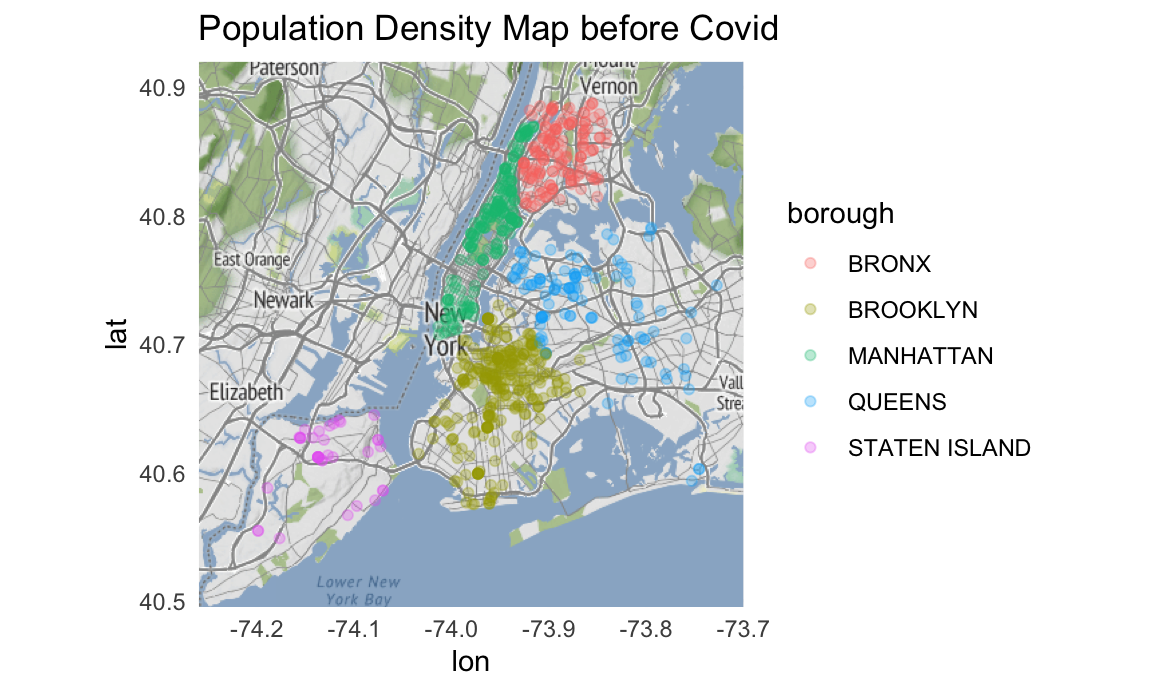 Population Density Map before Covid
40.9
40.8
40.7
40.6
40.5
lat
-74.2
-74.1
-74.0
-73.9
-73.8
-73.7
lon
Paterson
Mount
Vernon
East Orange
Newark
New
York
Elizabeth
Vall
Strea
Lower New
York Bay
borough
BRONX
BROOKLYN
MANHATTAN
QUEENS
STATEN ISLAND